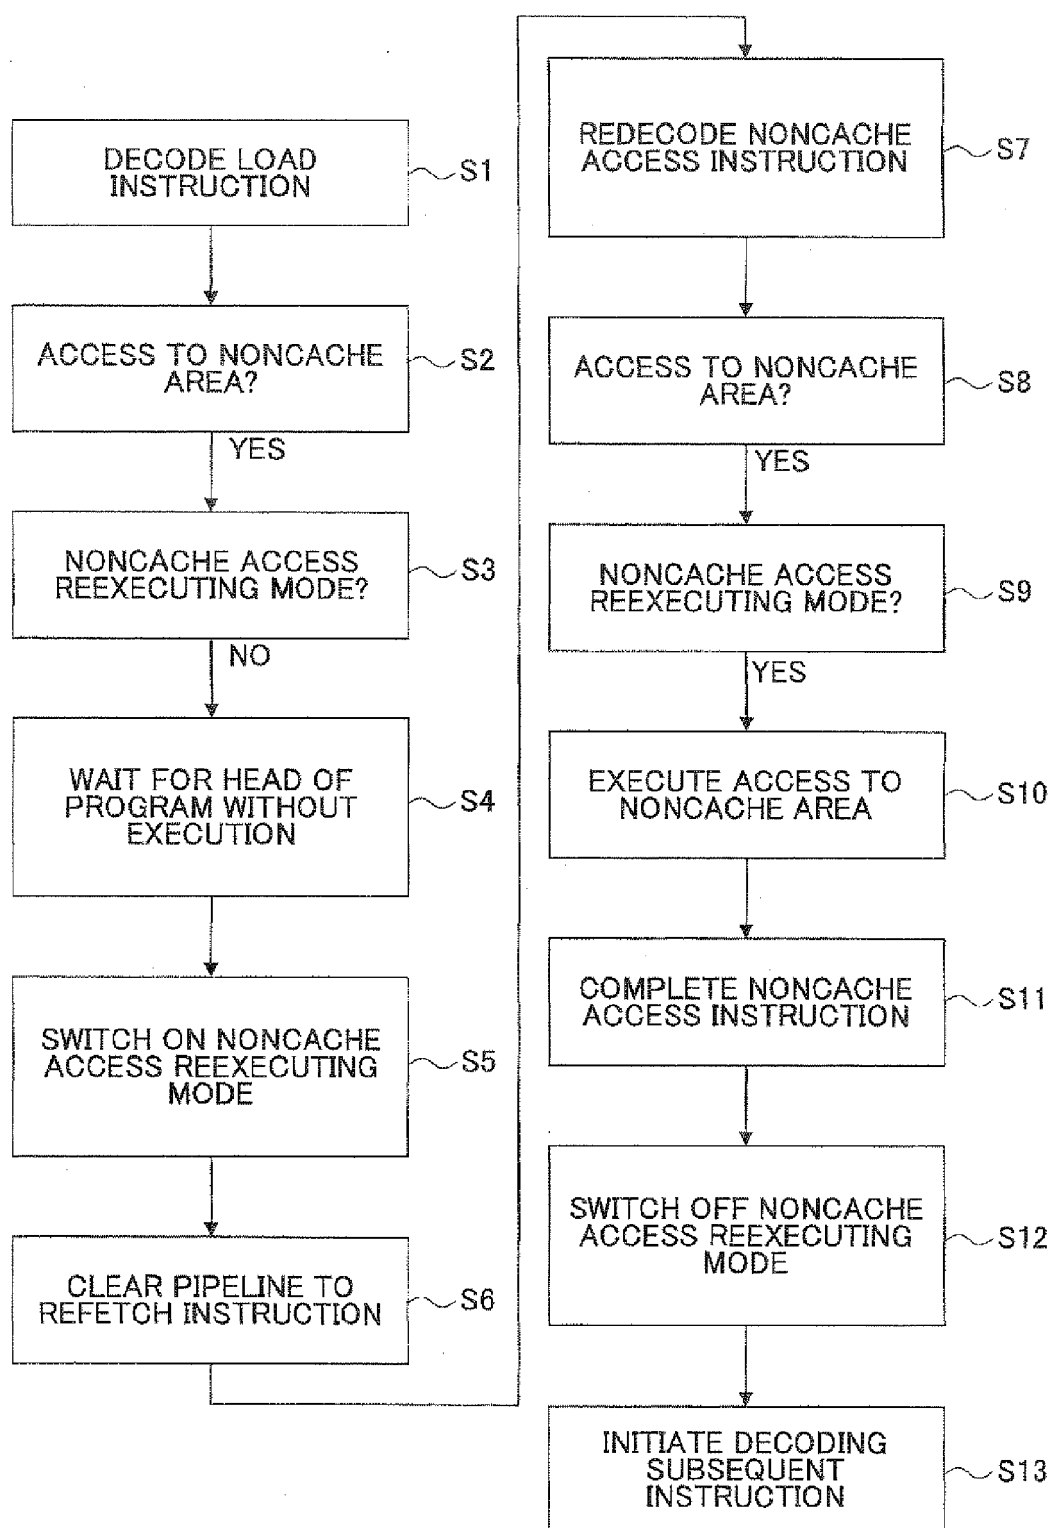 DECODE LOAD
INSTRUCTION
S1
ACCESS TO NONCACHE
AREA?
S2
YES
NONCACHE ACCESS
REEXECUTING MODE?
S3
NO
WAIT FOR HEAD OF
PROGRAM WITHOUT
EXECUTION
S4
SWITCH ON NONCACHE
ACCESS REEXECUTING
MODE
S5
CLEAR PIPELINE TO
REFETCH INSTRUCTION
S6
REDECODE NONCACHE
ACCESS INSTRUCTION
S7
ACCESS TO NONCACHE
AREA?
S8
YES
NONCACHE ACCESS
REEXECUTING MODE?
S9
YES
EXECUTE ACCESS TO
NONCACHE AREA
S10
COMPLETE NONCACHE
ACCESS INSTRUCTION
S11
SWITCH OFF NONCACHE
ACCESS REEXECUTING
MODE
S12
INITIATE DECODING
SUBSEQUENT
INSTRUCTION
S13